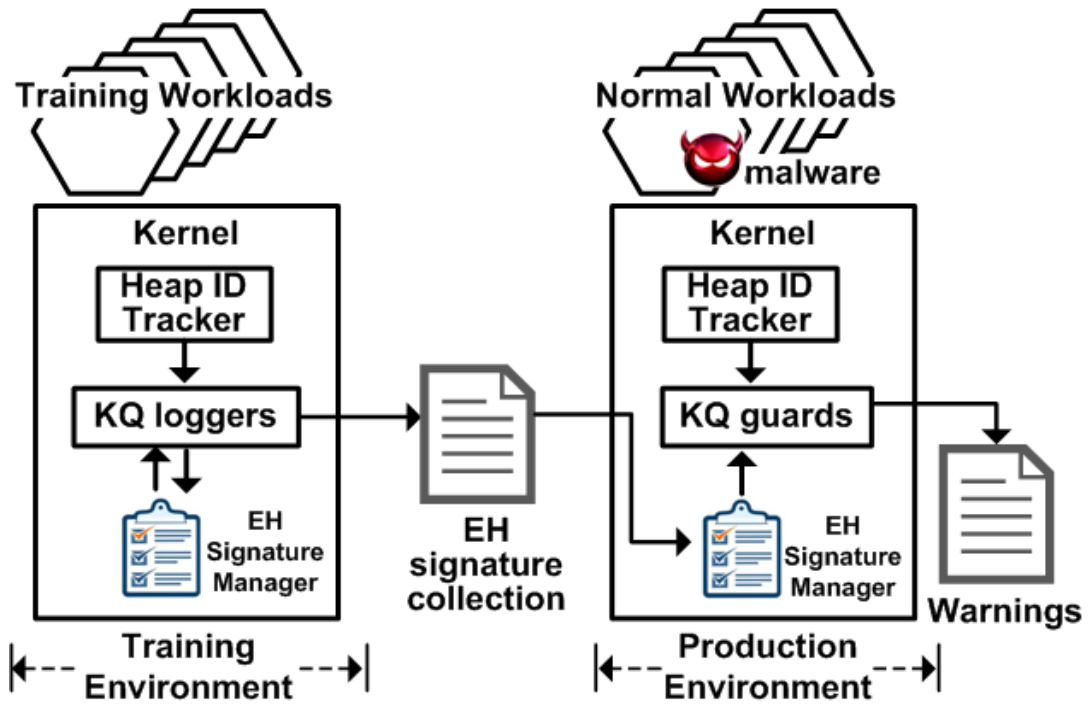 Training Workloads
Kernel
Heap ID
Tracker
KQ loggers
EH
Signature
Manager
Training
Environment
EH
signature
collection
Normal Workloads
malware
Kernel
Heap ID
Tracker
KQ guards
EH
Signature
Manager
Production
Environment
Warnings